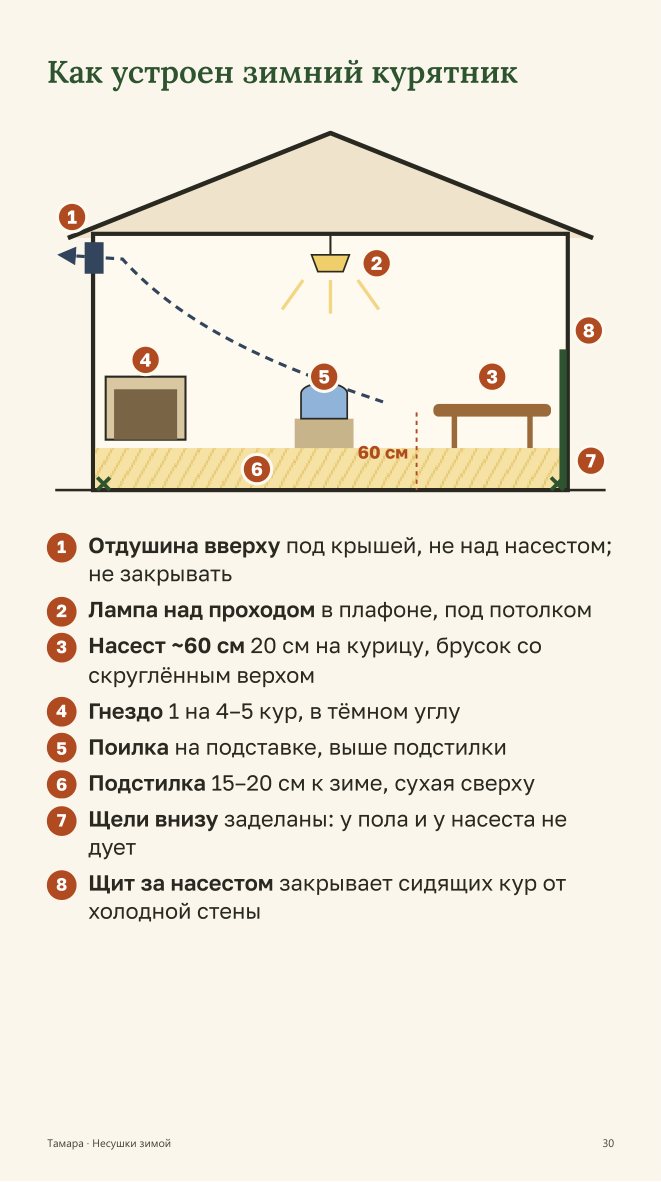 Как устроен зимний курятник
1
2
8
4
5
3
60 см
6
7
1 Отдушина вверху под крышей, не над насестом;
не закрывать
2 Лампа над проходом в плафоне, под потолком
3 Насест ~60 см 20 см на курицу, брусок со
скруглённым верхом
4 Гнездо 1 на 4–5 кур, в тёмном углу
5 Поилка на подставке, выше подстилки
6 Подстилка 15–20 см к зиме, сухая сверху
7 Щели внизу заделаны: у пола и у насеста не
дует
8 Щит за насестом закрывает сидящих кур от
холодной стены
Тамара · Несушки зимой 30